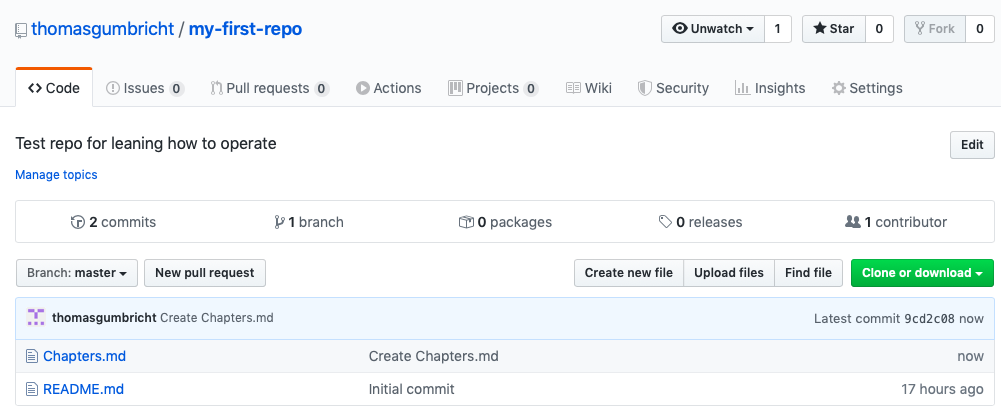 thomasgumbricht / my-first-repo
Unwatch 1 Star 0 Fork 0
Code Issues 0 Pull requests 0 Actions Projects 0 Wiki Security Insights Settings
Test repo for leaning how to operate Edit
Manage topics
2 commits 1 branch 0 packages 0 releases 1 contributor
Branch: master New pull request Create new file Upload files Find file Clone or download
thomasgumbricht Create Chapters.md Latest commit 9cd2c08 now
Chapters.md Create Chapters.md now
README.md Initial commit 17 hours ago